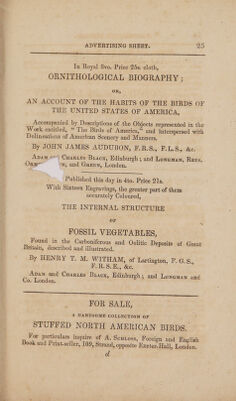 ADVERTISING SHEET. 25
In Royal 8vo. Price 25s. cloth,
ORNITHOLOGICAL BIOGRAPHY;
OR,
AN ACCOUNT OF THE HABITS OF THE BIRDS OF
THE UNITED STATES OF AMERICA,
Accompanied by Descriptions of the Objects represented in the
Work entitled, "The Birds of America," and interspersed with
Delineations of American Scenery and Manners.
By JOHN JAMES AUDUBON, F.R.S., F.L.S., &c.
ADAM and CHARLES BLACK, Edinburgh; and LONGMAN, REES,
and GREEN, London.
Published this day in 4to. Price 21s.
With Sixteen Engravings, the greater part of them
accurately Coloured,
THE INTERNAL STRUCTURE
OF
FOSSIL VEGETABLES,
Found in the Carboniferous and Oolitic Deposits of Great
Britain, described and illustrated.
By HENRY T. M. WITHAM, of Lartington, F.G.S.,
F.R.S.E., &c.
ADAM and CHARLES BLACK, Edinburgh; and LONGMAN and
Co. London.
FOR SALE,
A HANDSOME COLLECTION OF
STUFFED NORTH AMERICAN BIRDS.
For particulars inquire of A. SCHLOSS, Foreign and English
Book and Print-seller, 109, Strand, opposite Exeter-Hall, London.
d